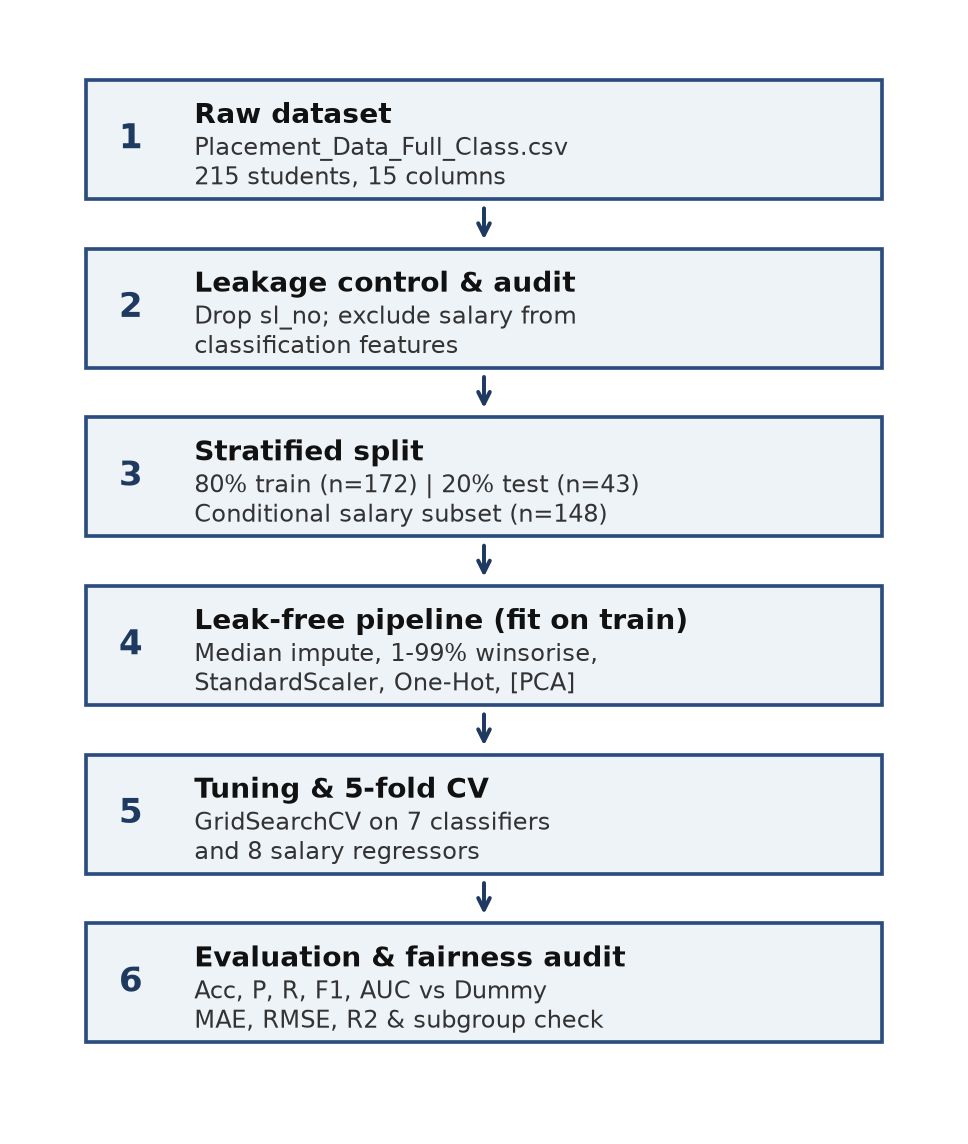 1
Raw dataset
Placement_Data_Full_Class.csv
215 students, 15 columns
2
Leakage control & audit
Drop sl_no; exclude salary from
classification features
3
Stratified split
80% train (n=172) | 20% test (n=43)
Conditional salary subset (n=148)
4
Leak-free pipeline (fit on train)
Median impute, 1-99% winsorise,
StandardScaler, One-Hot, [PCA]
5
Tuning & 5-fold CV
GridSearchCV on 7 classifiers
and 8 salary regressors
6
Evaluation & fairness audit
Acc, P, R, F1, AUC vs Dummy
MAE, RMSE, R2 & subgroup check